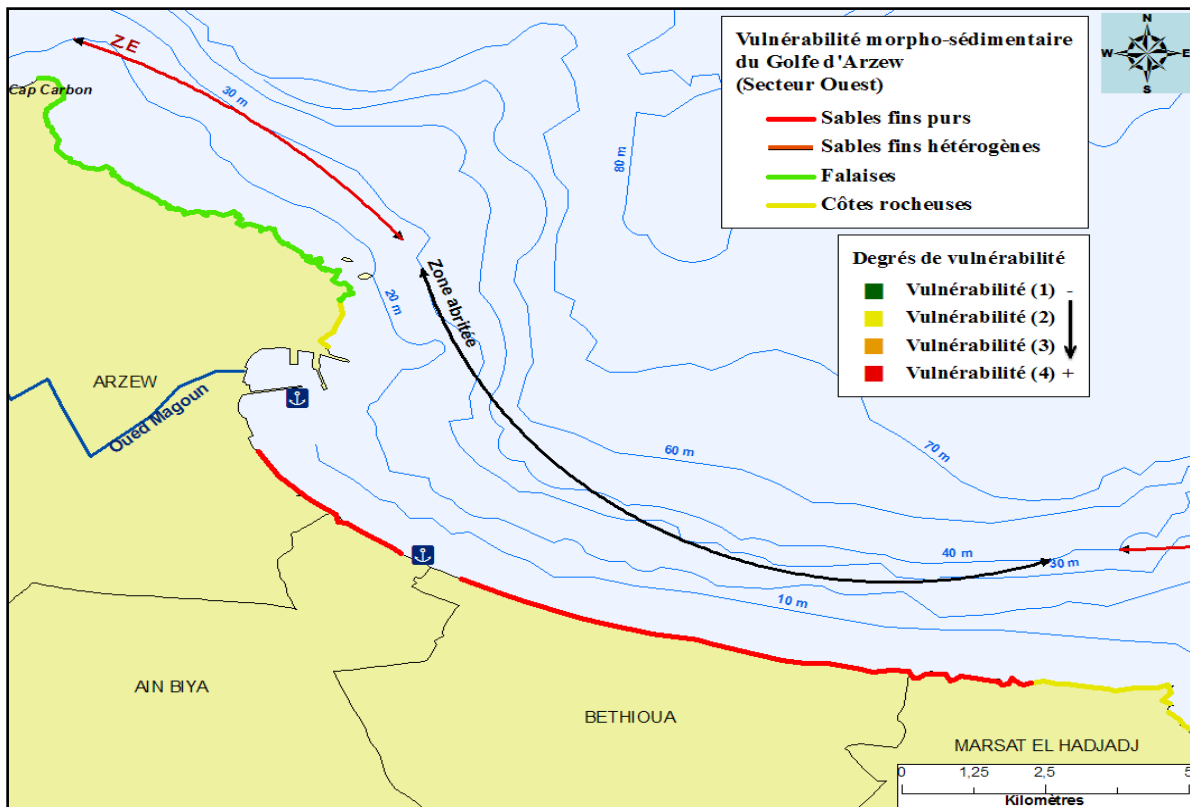 Vulnérabilité morpho-sédimentaire
du Golfe d'Arzew
(Secteur Ouest)
Sables fins purs
Sables fins hétérogènes
Falaises
Côtes rocheuses
Degrés de vulnérabilité
Vulnérabilité (1) -
Vulnérabilité (2)
Vulnérabilité (3)
Vulnérabilité (4) +
N
W E
S
ZE
Cap Carbon
30 m
80 m
20 m
Zone abritée
ARZEW
Oued Magoun
60 m
70 m
40 m
30 m
10 m
AIN BIYA
BETHIOUA
MARSAT EL HADJADJ
0 1,25 2,5 5
Kilomètres